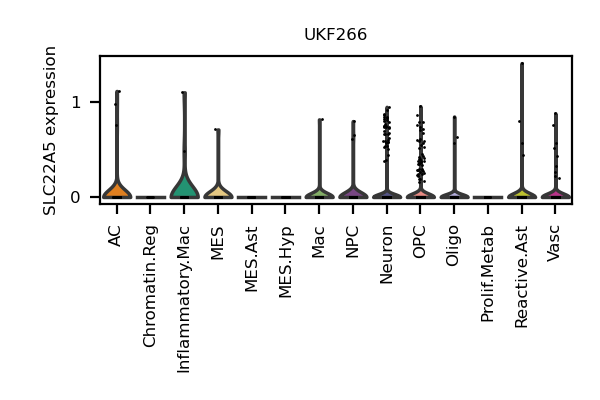 UKF266
SLC22A5 expression
1
0
AC
Chromatin.Reg
Inflammatory.Mac
MES
MES.Ast
MES.Hyp
Mac
NPC
Neuron
OPC
Oligo
Prolif.Metab
Reactive.Ast
Vasc